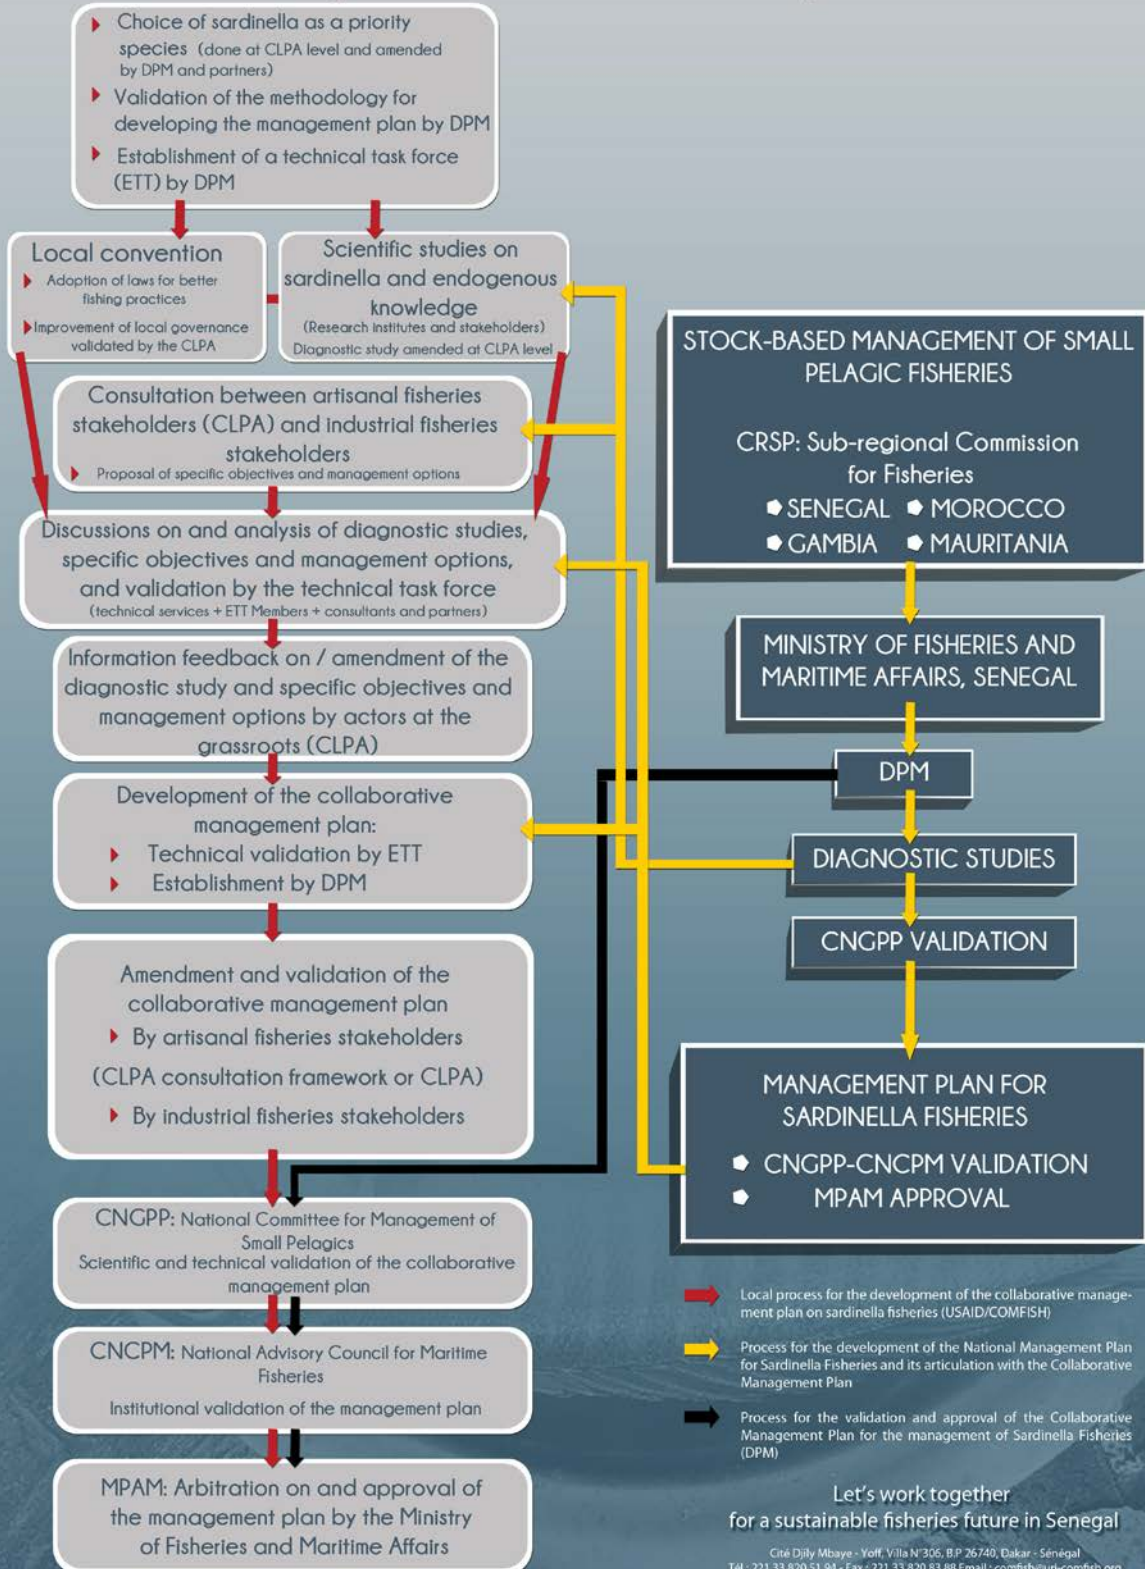 Choice of sardinella as a priority
species (done at CLPA level and amended
by DPM and partners)
Validation of the methodology for
developing the management plan by DPM
Establishment of a technical task force
(ETT) by DPM
Local convention
Adoption of laws for better
fishing practices
Improvement of local governance
validated by the CLPA
Scientific studies on
sardinella and endogenous
knowledge
(Research institutes and stakeholders)
Diagnostic study amended at CLPA level
Consultation between artisanal fisheries
stakeholders (CLPA) and industrial fisheries
stakeholders
Proposal of specific objectives and management options
Discussions on and analysis of diagnostic studies,
specific objectives and management options,
and validation by the technical task force
(technical services + ETT Members + consultants and partners)
Information feedback on / amendment of the
diagnostic study and specific objectives and
management options by actors at the
grassroots (CLPA)
Development of the collaborative
management plan:
Technical validation by ETT
Establishment by DPM
Amendment and validation of the
collaborative management plan
By artisanal fisheries stakeholders
(CLPA consultation framework or CLPA)
By industrial fisheries stakeholders
CNGPP: National Committee for Management of
Small Pelagics
Scientific and technical validation of the collaborative
management plan
CNCPM: National Advisory Council for Maritime
Fisheries
Institutional validation of the management plan
MPAM: Arbitration on and approval of
the management plan by the Ministry
of Fisheries and Maritime Affairs
STOCK-BASED MANAGEMENT OF SMALL
PELAGIC FISHERIES
CRSP: Sub-regional Commission
for Fisheries
SENEGAL MOROCCO
GAMBIA MAURITANIA
MINISTRY OF FISHERIES AND
MARITIME AFFAIRS, SENEGAL
DPM
DIAGNOSTIC STUDIES
CNGPP VALIDATION
MANAGEMENT PLAN FOR
SARDINELLA FISHERIES
CNGPP-CNCPM VALIDATION
MPAM APPROVAL
Local process for the development of the collaborative manage-
ment plan on sardinella fisheries (USAID/COMFISH)
Process for the development of the National Management Plan
for Sardinella Fisheries and its articulation with the Collaborative
Management Plan
Process for the validation and approval of the Collaborative
Management Plan for the management of Sardinella Fisheries
(DPM)
Let's work together
for a sustainable fisheries future in Senegal
Cité Djily Mbaye - Yoff, Villa N°306, B.P 26740, Dakar - Sénégal
Tél : 221 33 820 51 94 - Fax : 221 33 820 83 88 Email : comfish@uri-comfish.org